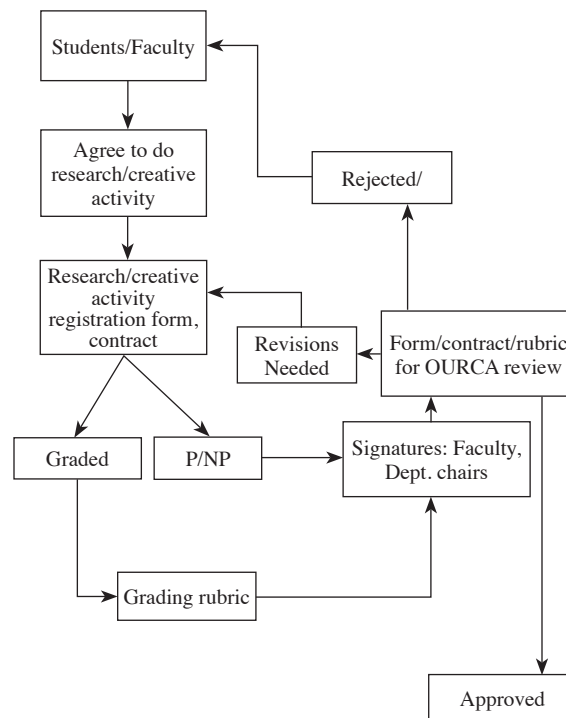 Students/Faculty
Agree to do
research/creative
activity
Rejected/
Research/creative
activity
registration form,
contract
Revisions
Needed
Form/contract/rubric
for OURCA review
Graded
P/NP
Signatures: Faculty,
Dept. chairs
Grading rubric
Approved